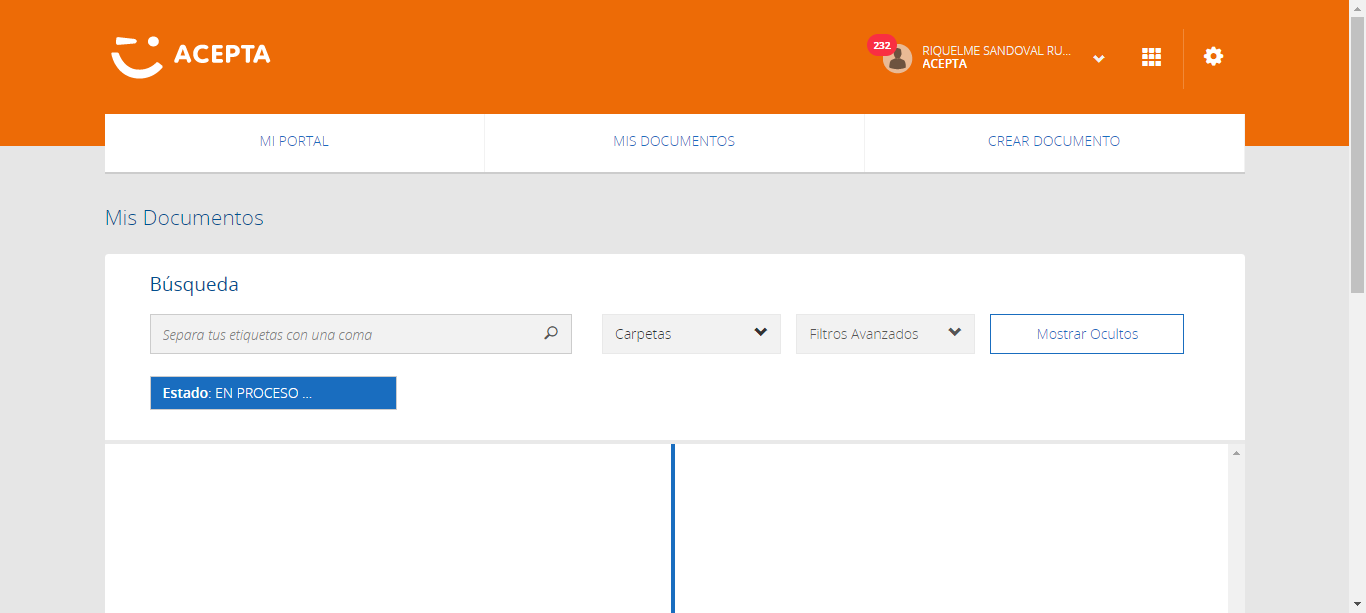 ACEPTA
232
RIQUELME SANDOVAL RU...
ACEPTA
MI PORTAL
MIS DOCUMENTOS
CREAR DOCUMENTO
Mis Documentos
Búsqueda
Separa tus etiquetas con una coma
Carpetas
Filtros Avanzados
Mostrar Ocultos
Estado: EN PROCESO ...